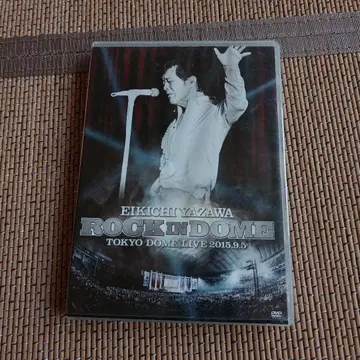 EIKICHI YAZAWA
ROCK IN DOME
TOKYO DOME LIVE 2015.9.5
DVD